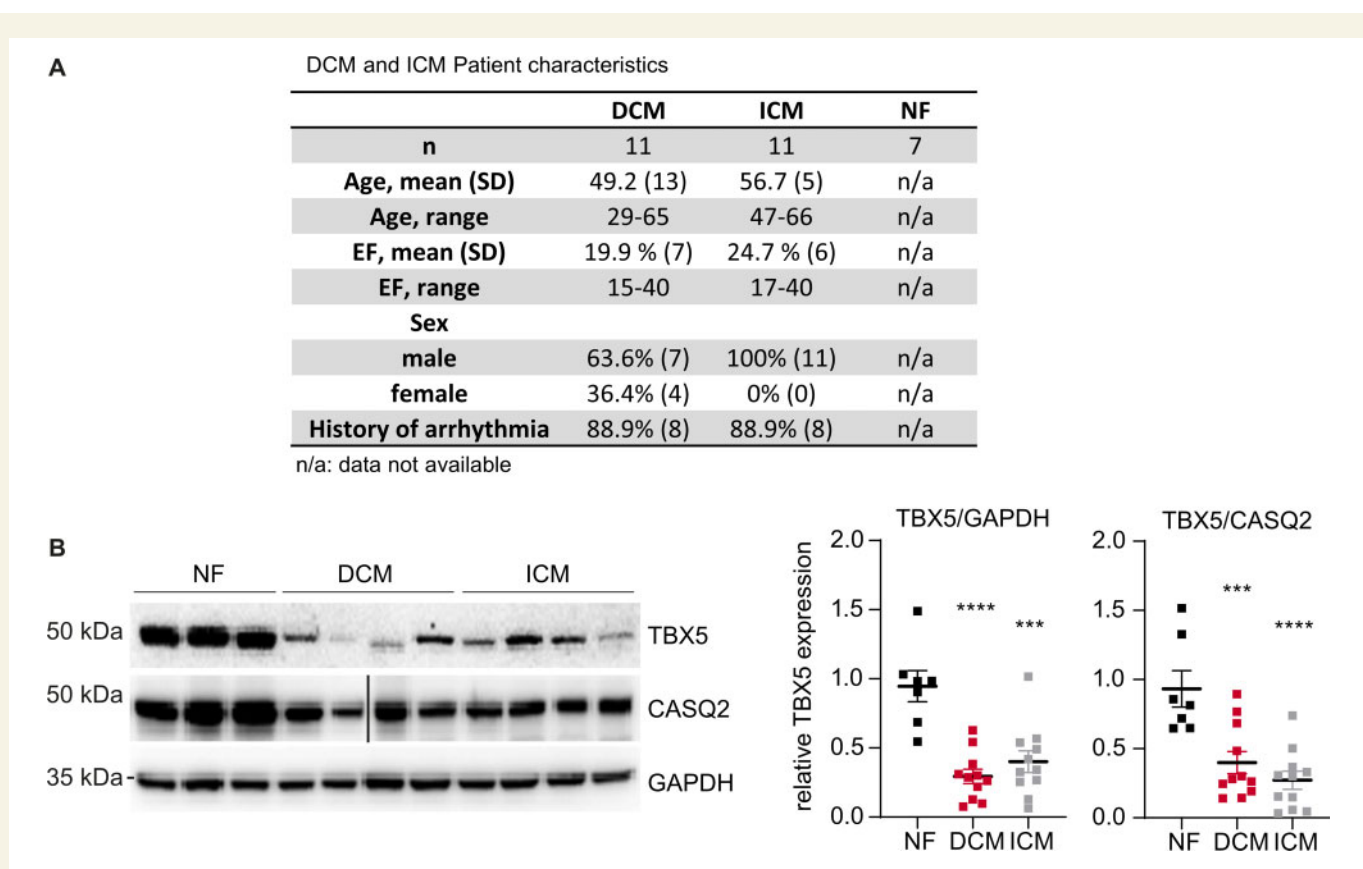 A
DCM and ICM Patient characteristics
DCM ICM NF
n 11 11 7
Age, mean (SD) 49.2 (13) 56.7 (5) n/a
Age, range 29-65 47-66 n/a
EF, mean (SD) 19.9 % (7) 24.7 % (6) n/a
EF, range 15-40 17-40 n/a
Sex
male 63.6% (7) 100% (11) n/a
female 36.4% (4) 0% (0) n/a
History of arrhythmia 88.9% (8) 88.9% (8) n/a
n/a: data not available
B
NF DCM ICM
50 kDa TBX5
50 kDa CASQ2
35 kDa- GAPDH
relative TBX5 expression
TBX5/GAPDH
2.0
1.5
1.0
0.5
0.0
**** ***
NF DCM ICM
TBX5/CASQ2
2.0
1.5
1.0
0.5
0.0
*** ****
NF DCM ICM